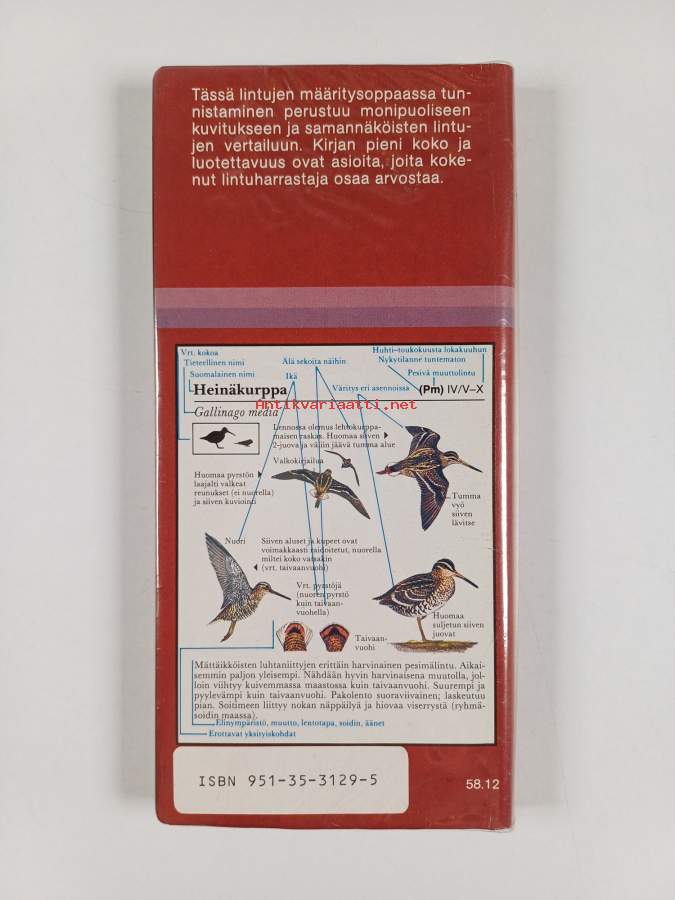 Tässä lintujen määritysoppaassa tun-
nistaminen perustuu monipuoliseen
kuvitukseen ja samannäköisten lintu-
jen vertailuun. Kirjan pieni koko ja
luotettavuus ovat asioita, joita koke-
nut lintuharrastaja osaa arvostaa.
Vrt. kokoa
Tieteellinen nimi
Suomalainen nimi
Älä sekoita näihin
Ikä
Huhti-toukokuusta lokakuuhun
Nykytilanne tuntematon
Pesivä muuttolintu
Väritys eri asennoissa
Heinäkurppa
(Pm) IV/V–X
Antikvariaatti.net
Gallinago media
Lennossa olemus lehtokurppa-
maisen raskas. Huomaa siiven
2-juova ja väliin jäävä tumma alue
Valkokirjailua
Huomaa pyrstön
laajalti valkeat
reunukset (ei nuorella)
ja siiven kuviointi
Tumma
vyö
siiven
lävitse
Nuori
Siiven aluset ja kupeet ovat
voimakkaasti raidoitetut, nuorella
miltei koko vatsakin
(vrt. taivaanvuohi)
Vrt. pyrstöjä
(nuoren pyrstö
kuin taivaan-
vuohella)
Taivaan-
vuohi
Huomaa
suljetun siiven
juovat
Mättäikköisten luhtaniittyjen erittäin harvinainen pesimälintu. Aikai-
semmin paljon yleisempi. Nähdään hyvin harvinaisena muutolla, jol-
loin viihtyy kuivemmassa maastossa kuin taivaanvuohi. Suurempi ja
pyylevämpi kuin taivaanvuohi. Pakolento suoraviivainen; laskeutuu
pian. Soitimeen liittyy nokan näppäilyä ja hiovaa viserrystä (ryhmä-
soidin maassa).
Elinympäristö, muutto, lentotapa, soidin, äänet
Erottavat yksityiskohdat
ISBN 951-35-3129-5
58.12